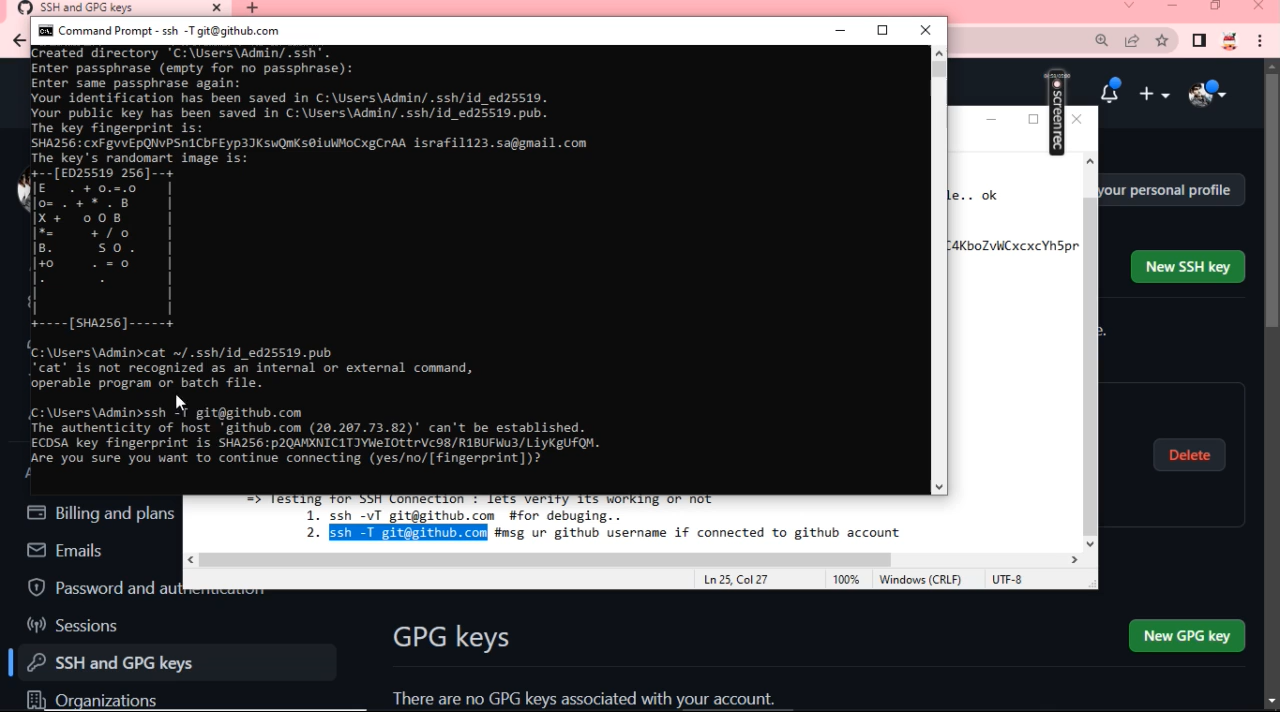 SSH and GPG keys
Command Prompt - ssh -T git@github.com
Created directory 'C:\Users\Admin/.ssh'.
Enter passphrase (empty for no passphrase):
Enter same passphrase again:
Your identification has been saved in C:\Users\Admin/.ssh/id_ed25519.
Your public key has been saved in C:\Users\Admin/.ssh/id_ed25519.pub.
The key fingerprint is:
SHA256:cxFgvvEpQNvPSn1CbFEyp3JKswQmKs0iuWMoCxgCrAA israfil123.sa@gmail.com
The key's randomart image is:
+--[ED25519 256]--+
|E   . + o.=.o    |
|o= . + * . B     |
|X +   o O B      |
|*=     + / o     |
|B.      S O .    |
|+o     . = o     |
|.       .        |
|                 |
|                 |
+----[SHA256]-----+
C:\Users\Admin>cat ~/.ssh/id_ed25519.pub
'cat' is not recognized as an internal or external command,
operable program or batch file.
C:\Users\Admin>ssh -T git@github.com
The authenticity of host 'github.com (20.207.73.82)' can't be established.
ECDSA key fingerprint is SHA256:p2QAMXNIC1TJYWeIOttrVc98/R1BUFWu3/LiyKgUfQM.
Are you sure you want to continue connecting (yes/no/[fingerprint])?
screenrec
le.. ok
your personal profile
C4KboZvWCxcxcYh5pr
New SSH key
e.
Delete
=> Testing for SSH Connection : lets verify its working or not
1. ssh -vT git@github.com #for debuging..
2. ssh -T git@github.com #msg ur github username if connected to github account
Ln 25, Col 27 100% Windows (CRLF) UTF-8
Billing and plans
Emails
Password and authentication
Sessions
SSH and GPG keys
Organizations
GPG keys
New GPG key
There are no GPG keys associated with your account.